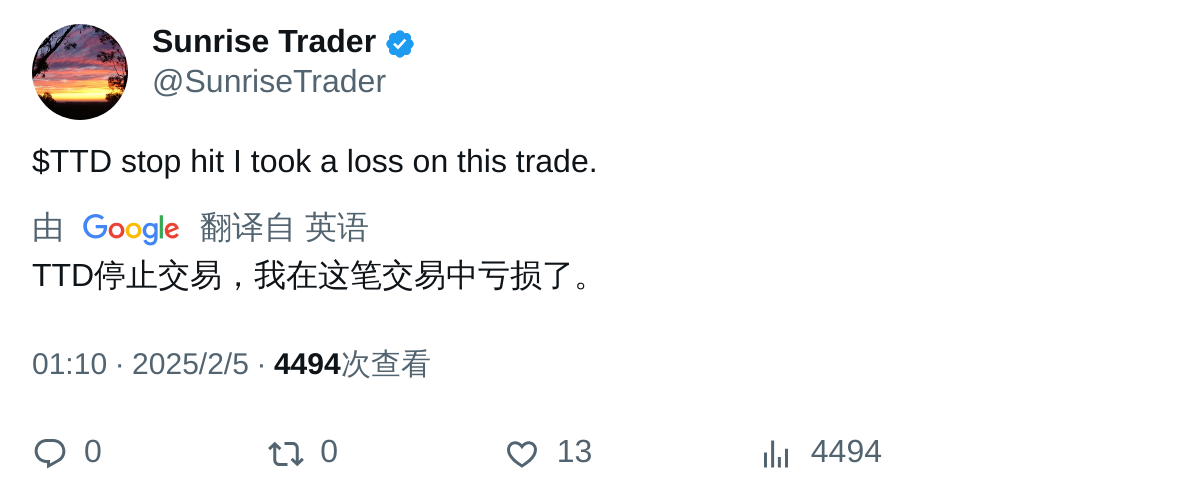 Sunrise Trader
@SunriseTrader
$TTD stop hit I took a loss on this trade.
由 Google 翻译自 英语
TTD停止交易，我在这笔交易中亏损了。
01:10 · 2025/2/5 · 4494次查看
0 0 13 4494